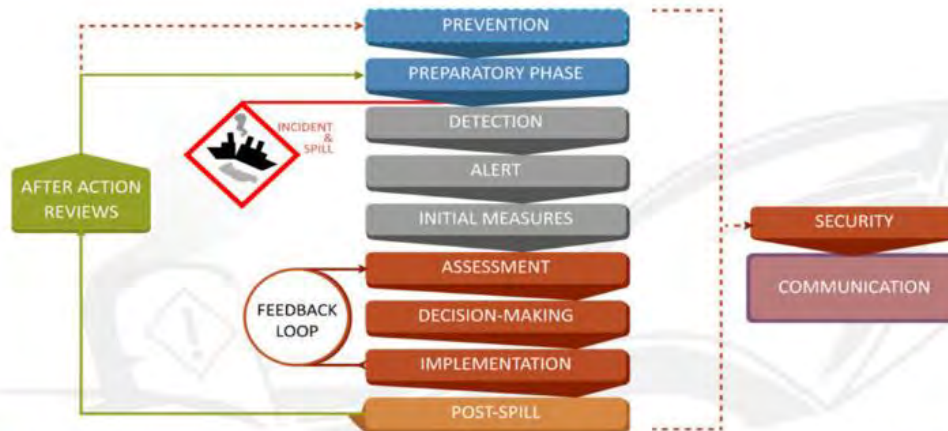 PREVENTION
PREPARATORY PHASE
INCIDENT
&
SPILL
DETECTION
ALERT
AFTER ACTION
REVIEWS
INITIAL MEASURES
SECURITY
ASSESSMENT
COMMUNICATION
FEEDBACK
LOOP
DECISION-MAKING
IMPLEMENTATION
POST-SPILL